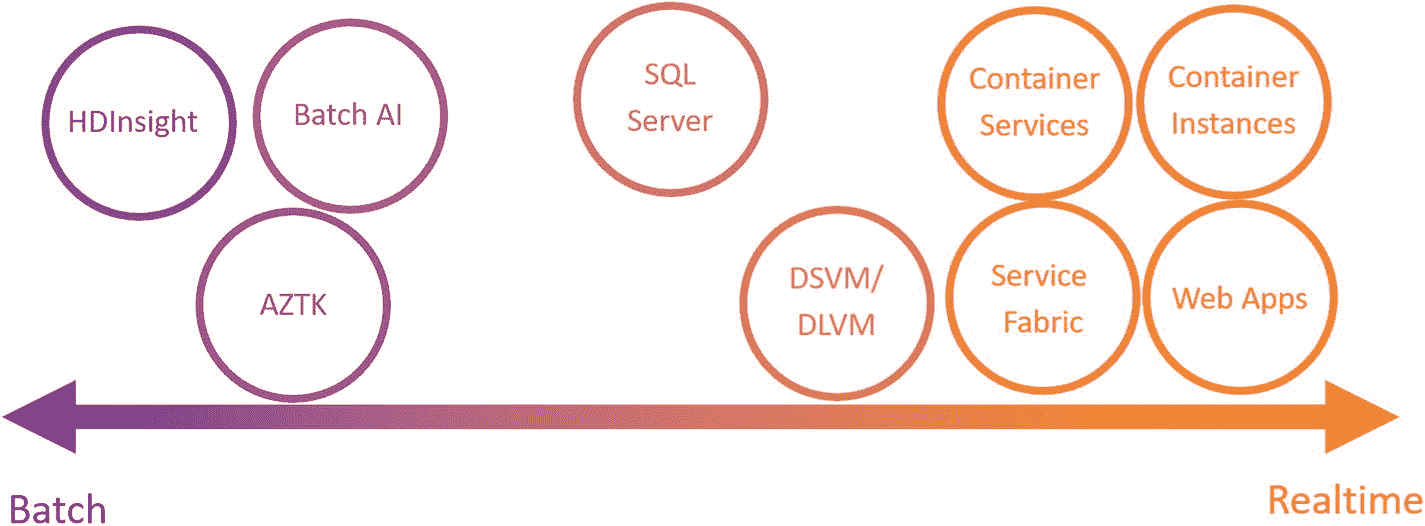 HDInsight
Batch AI
AZTK
SQL
Server
DSVM/
DLVM
Container
Services
Container
Instances
Service
Fabric
Web Apps
Batch
Realtime